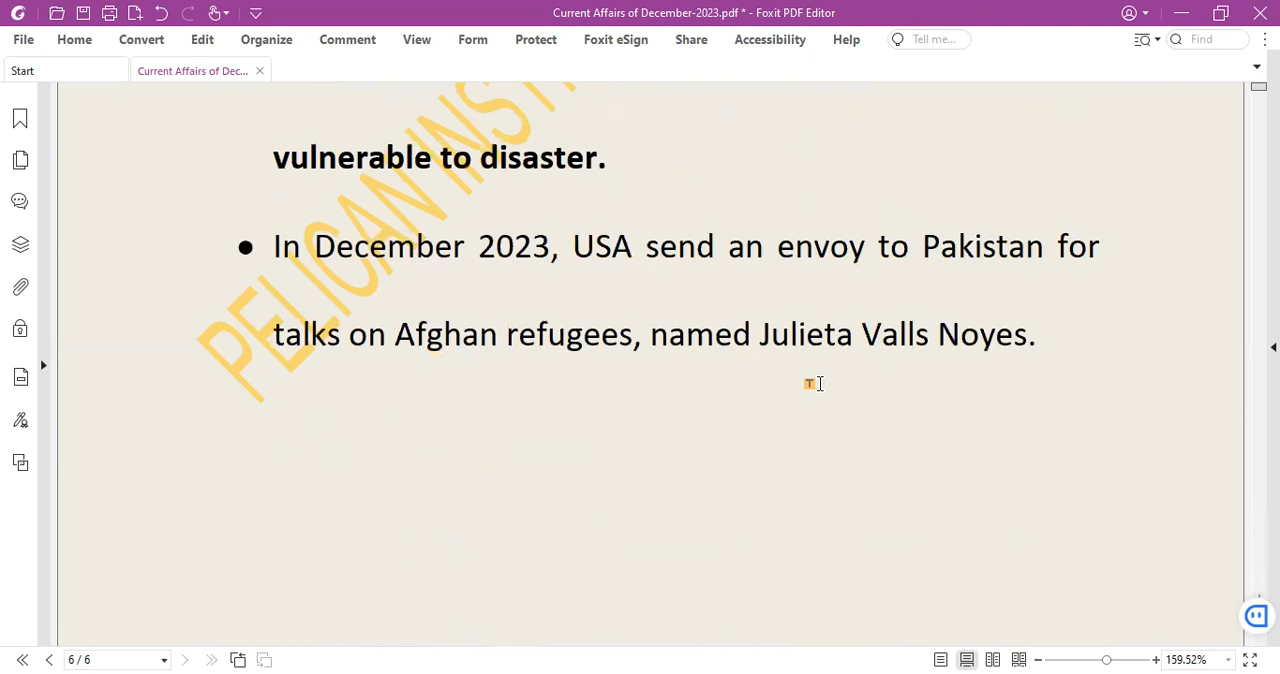 Current Affairs of December-2023.pdf * - Foxit PDF Editor
File Home Convert Edit Organize Comment View Form Protect Foxit eSign Share Accessibility Help Tell me... Find
Start Current Affairs of Dec...
PELICAN INSTI
vulnerable to disaster.
● In December 2023, USA send an envoy to Pakistan for
talks on Afghan refugees, named Julieta Valls Noyes.
T
6 / 6 159.52%